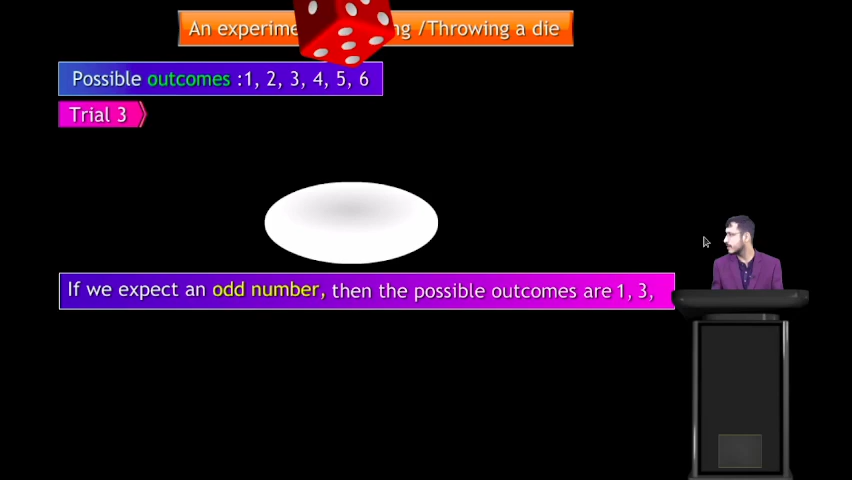 An experime ng /Throwing a die
Possible outcomes :1, 2, 3, 4, 5, 6
Trial 3
If we expect an odd number, then the possible outcomes are 1, 3,